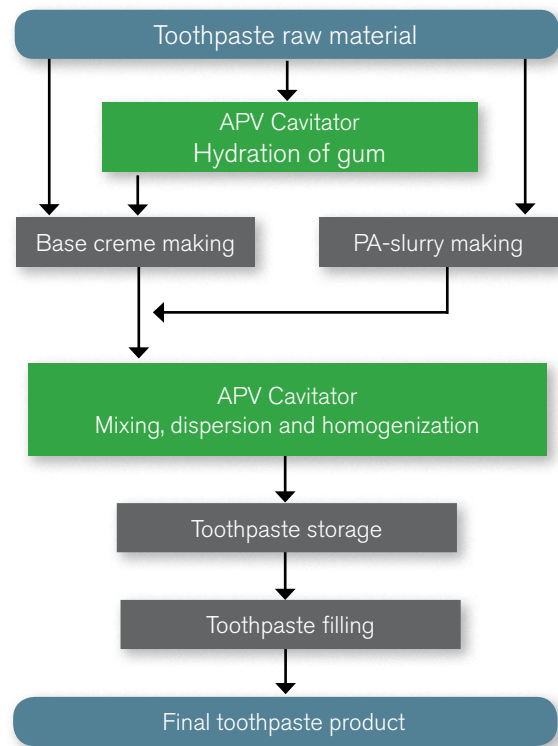 Toothpaste raw material
APV Cavitator
Hydration of gum
Base creme making
PA-slurry making
APV Cavitator
Mixing, dispersion and homogenization
Toothpaste storage
Toothpaste filling
Final toothpaste product